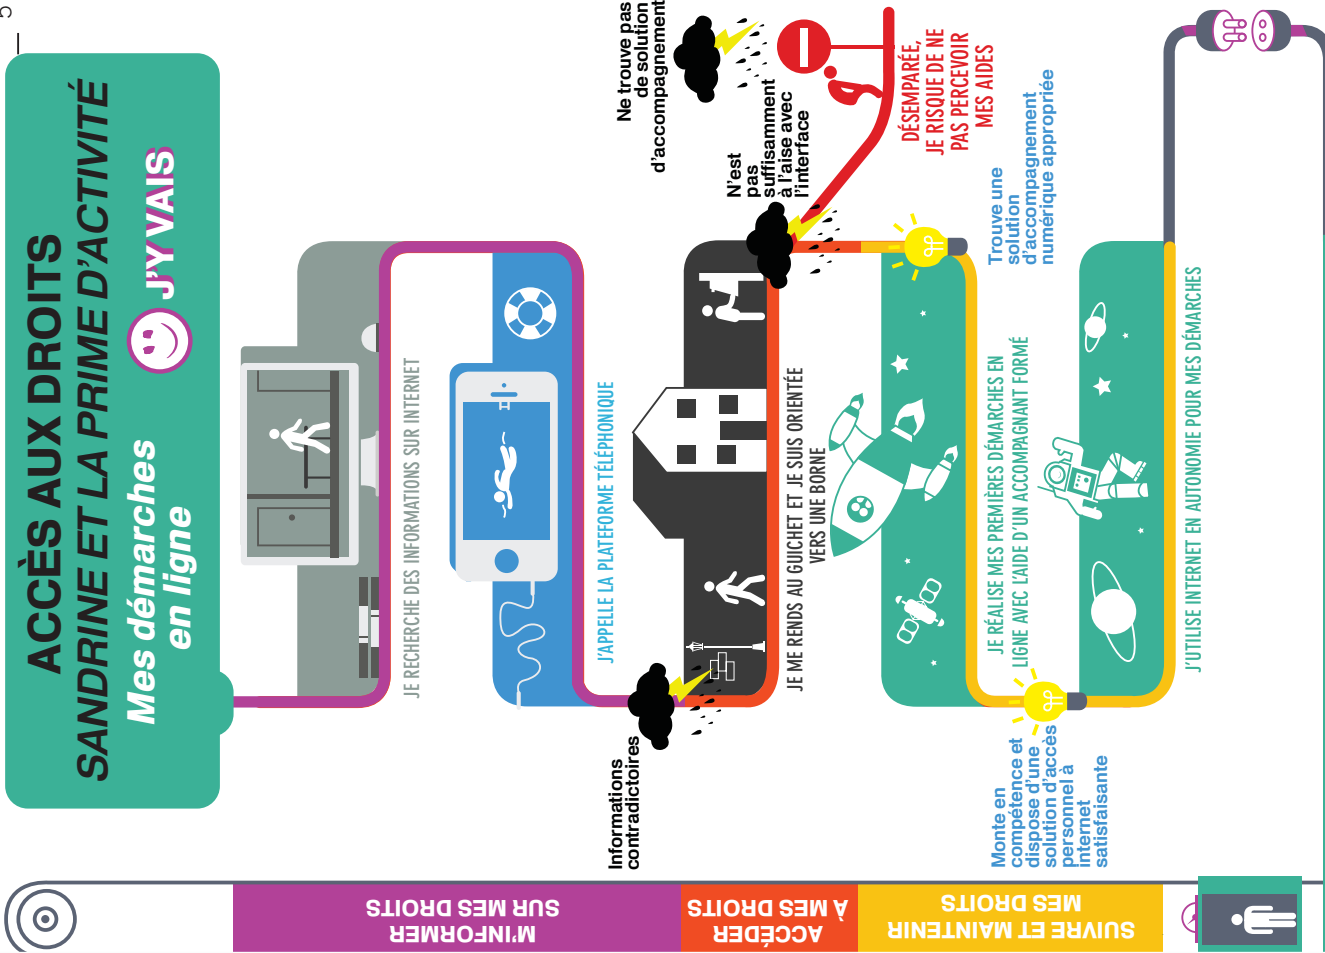 ACCÈS AUX DROITS
SANDRINE ET LA PRIME D'ACTIVITÉ
Mes démarches
en ligne
J'Y VAIS
JE RECHERCHE DES INFORMATIONS SUR INTERNET
J'APPELLE LA PLATEFORME TÉLÉPHONIQUE
Informations
contradictoires
JE ME RENDS AU GUICHET ET JE SUIS ORIENTÉE
VERS UNE BORNE
N'est
pas
suffisamment
à l'aise avec
l'interface
Ne trouve pas
de solution
d'accompagnement
DÉSEMPARÉE,
JE RISQUE DE NE
PAS PERCEVOIR
MES AIDES
Trouve une
solution
d'accompagnement
numérique appropriée
JE RÉALISE MES PREMIÈRES DÉMARCHES EN
LIGNE AVEC L'AIDE D'UN ACCOMPAGNANT FORMÉ
Monte en
compétence et
dispose d'une
solution d'accès
personnel à
internet
satisfaisante
J'UTILISE INTERNET EN AUTONOMIE POUR MES DÉMARCHES
M'INFORMER
SUR MES DROITS
ACCÉDER
À MES DROITS
SUIVRE ET MAINTENIR
MES DROITS